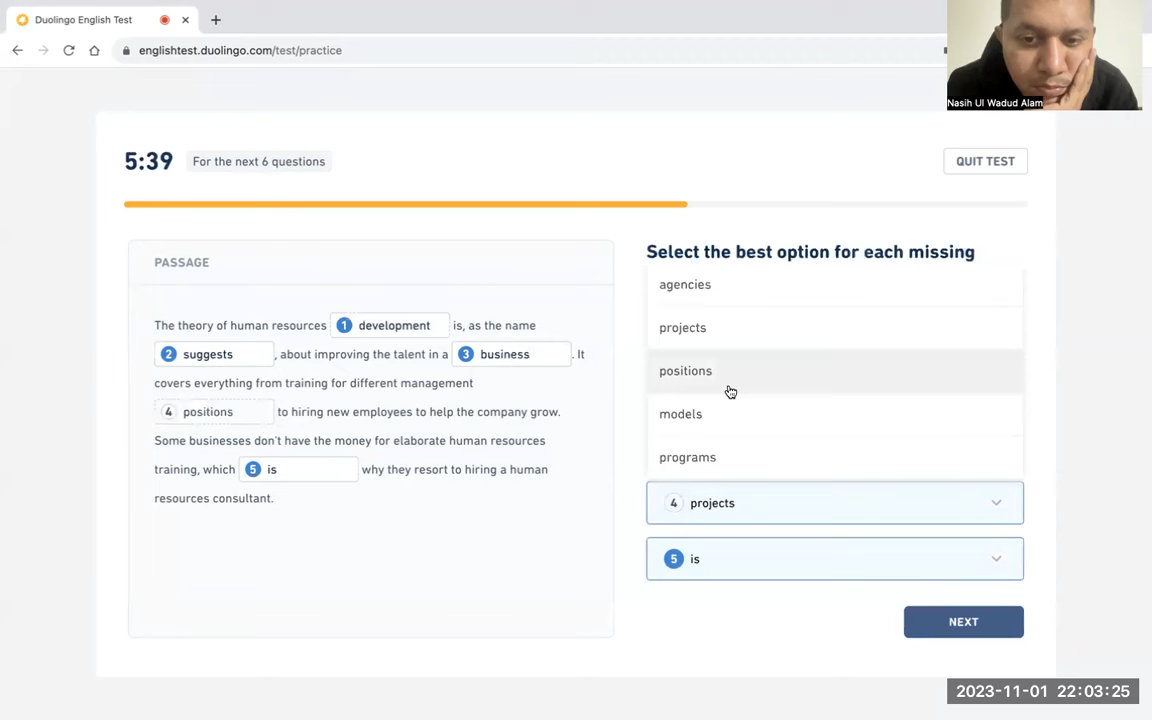 Duolingo English Test
englishtest.duolingo.com/test/practice
Nasih Ul Wadud Alam
5:39
For the next 6 questions
QUIT TEST
PASSAGE
The theory of human resources 1 development is, as the name
2 suggests , about improving the talent in a 3 business . It
covers everything from training for different management
4 positions to hiring new employees to help the company grow.
Some businesses don't have the money for elaborate human resources
training, which 5 is why they resort to hiring a human
resources consultant.
Select the best option for each missing
agencies
projects
positions
models
programs
4 projects
5 is
NEXT
2023-11-01 22:03:25